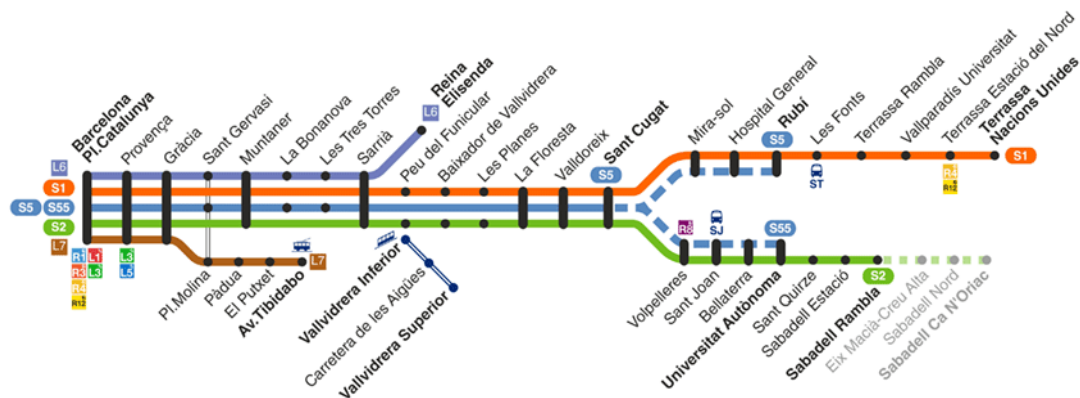 Barcelona
Pl.Catalunya
Provença
Gràcia
Sant Gervasi
Muntaner
La Bonanova
Les Tres Torres
Sarrià
Reina
Elisenda
L6
Peu del Funicular
Baixador de Vallvidrera
Les Planes
La Floresta
Valldoreix
Sant Cugat
S5
Mira-sol
Hospital General
Rubí
S5
Les Fonts
ST
Terrassa Rambla
Vallparadís Universitat
Terrassa Estació del Nord
R4
R12
Terrassa
Nacions Unides
S1
L6
S1
S5 S55
S2
L7
R1 L1
R3 L3
R4
R12
L3
L5
Pl.Molina
Pàdua
El Putxet
Av. Tibidabo
L7
Vallvidrera Inferior
Carretera de les Aigües
Vallvidrera Superior
R8
SJ
S55
Volpelleres
Sant Joan
Bellaterra
Universitat Autònoma
Sant Quirze
Sabadell Estació
Sabadell Rambla
S2
Eix Macià-Creu Alta
Sabadell Nord
Sabadell Ca N'Oriac